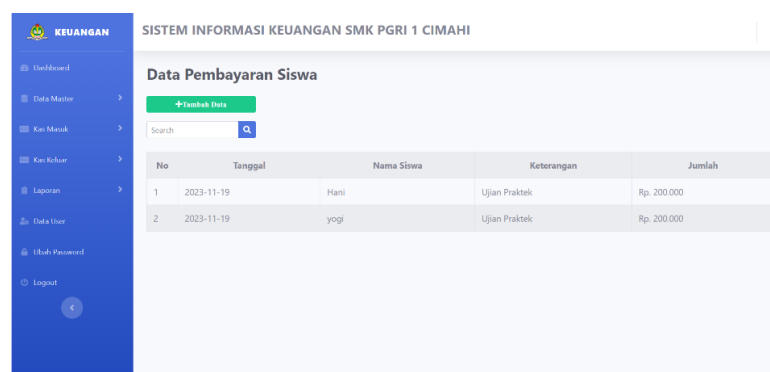 KEUANGAN
SISTEM INFORMASI KEUANGAN SMK PGRI 1 CIMAHI
Dashboard
Data Master
Kas Masuk
Kas Keluar
Laporan
Data User
Ubah Password
Logout
Data Pembayaran Siswa
+Tambah Data
Search
No Tanggal Nama Siswa Keterangan Jumlah
1 2023-11-19 Hani Ujian Praktek Rp. 200.000
2 2023-11-19 yogi Ujian Praktek Rp. 200.000